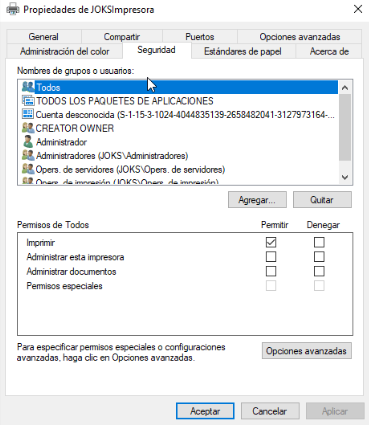 Propiedades de JOKSImpresora
General Compartir Puertos Opciones avanzadas
Administración del color Seguridad Estándares de papel Acerca de
Nombres de grupos o usuarios:
Todos
TODOS LOS PAQUETES DE APLICACIONES
Cuenta desconocida (S-1-15-3-1024-4044835139-2658482041-3127973164-...
CREATOR OWNER
Administrador
Administradores (JOKS\Administradores)
Opers. de servidores (JOKS\Opers. de servidores)
Opers. de impresión (JOKS\Opers. de impresión)
Agregar... Quitar
Permisos de Todos Permitir Denegar
Imprimir
Administrar esta impresora
Administrar documentos
Permisos especiales
Para especificar permisos especiales o configuraciones
avanzadas, haga clic en Opciones avanzadas.
Opciones avanzadas
Aceptar Cancelar Aplicar